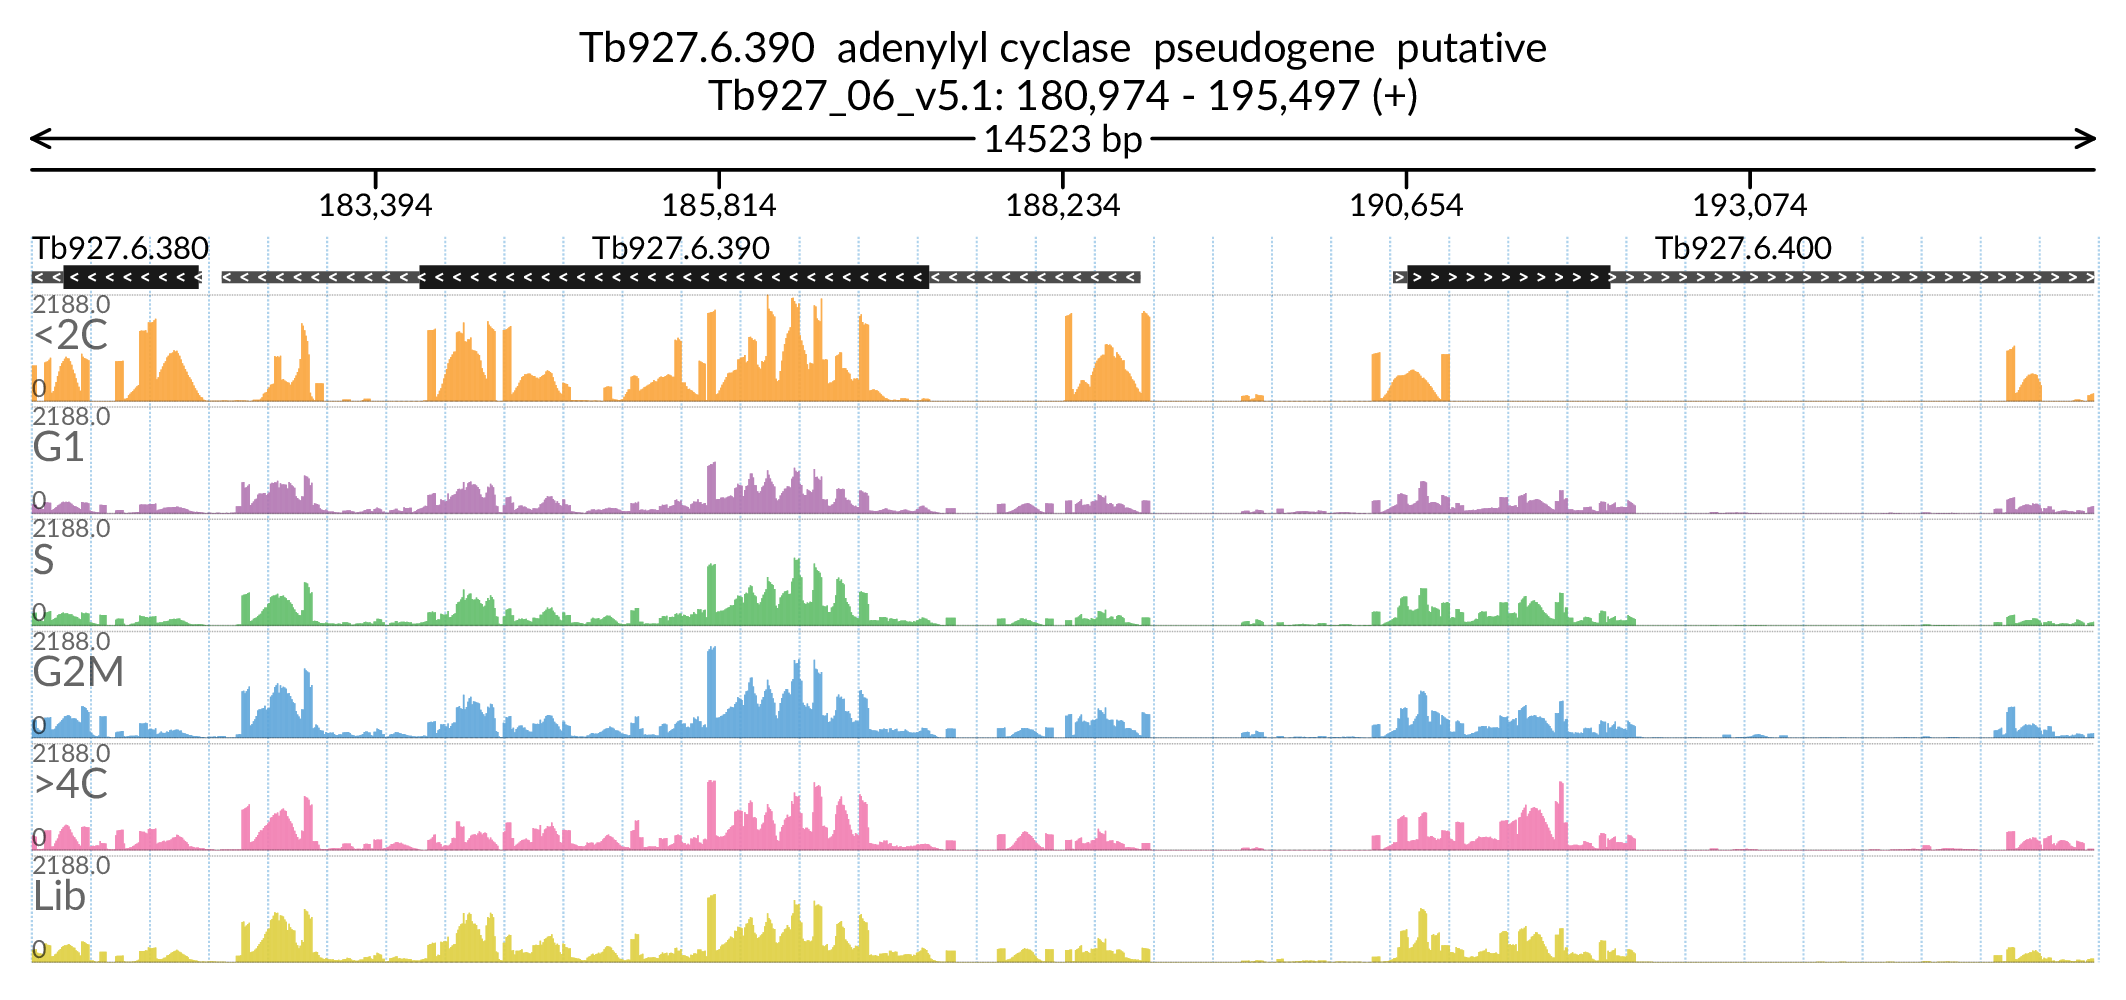 Tb927.6.390 adenylyl cyclase pseudogene putative
Tb927_06_v5.1: 180,974 - 195,497 (+)
14523 bp
183,394 185,814 188,234 190,654 193,074
Tb927.6.380 Tb927.6.390 Tb927.6.400
2188.0
<2C
0
2188.0
G1
0
2188.0
S
0
2188.0
G2M
0
2188.0
>4C
0
2188.0
Lib
0